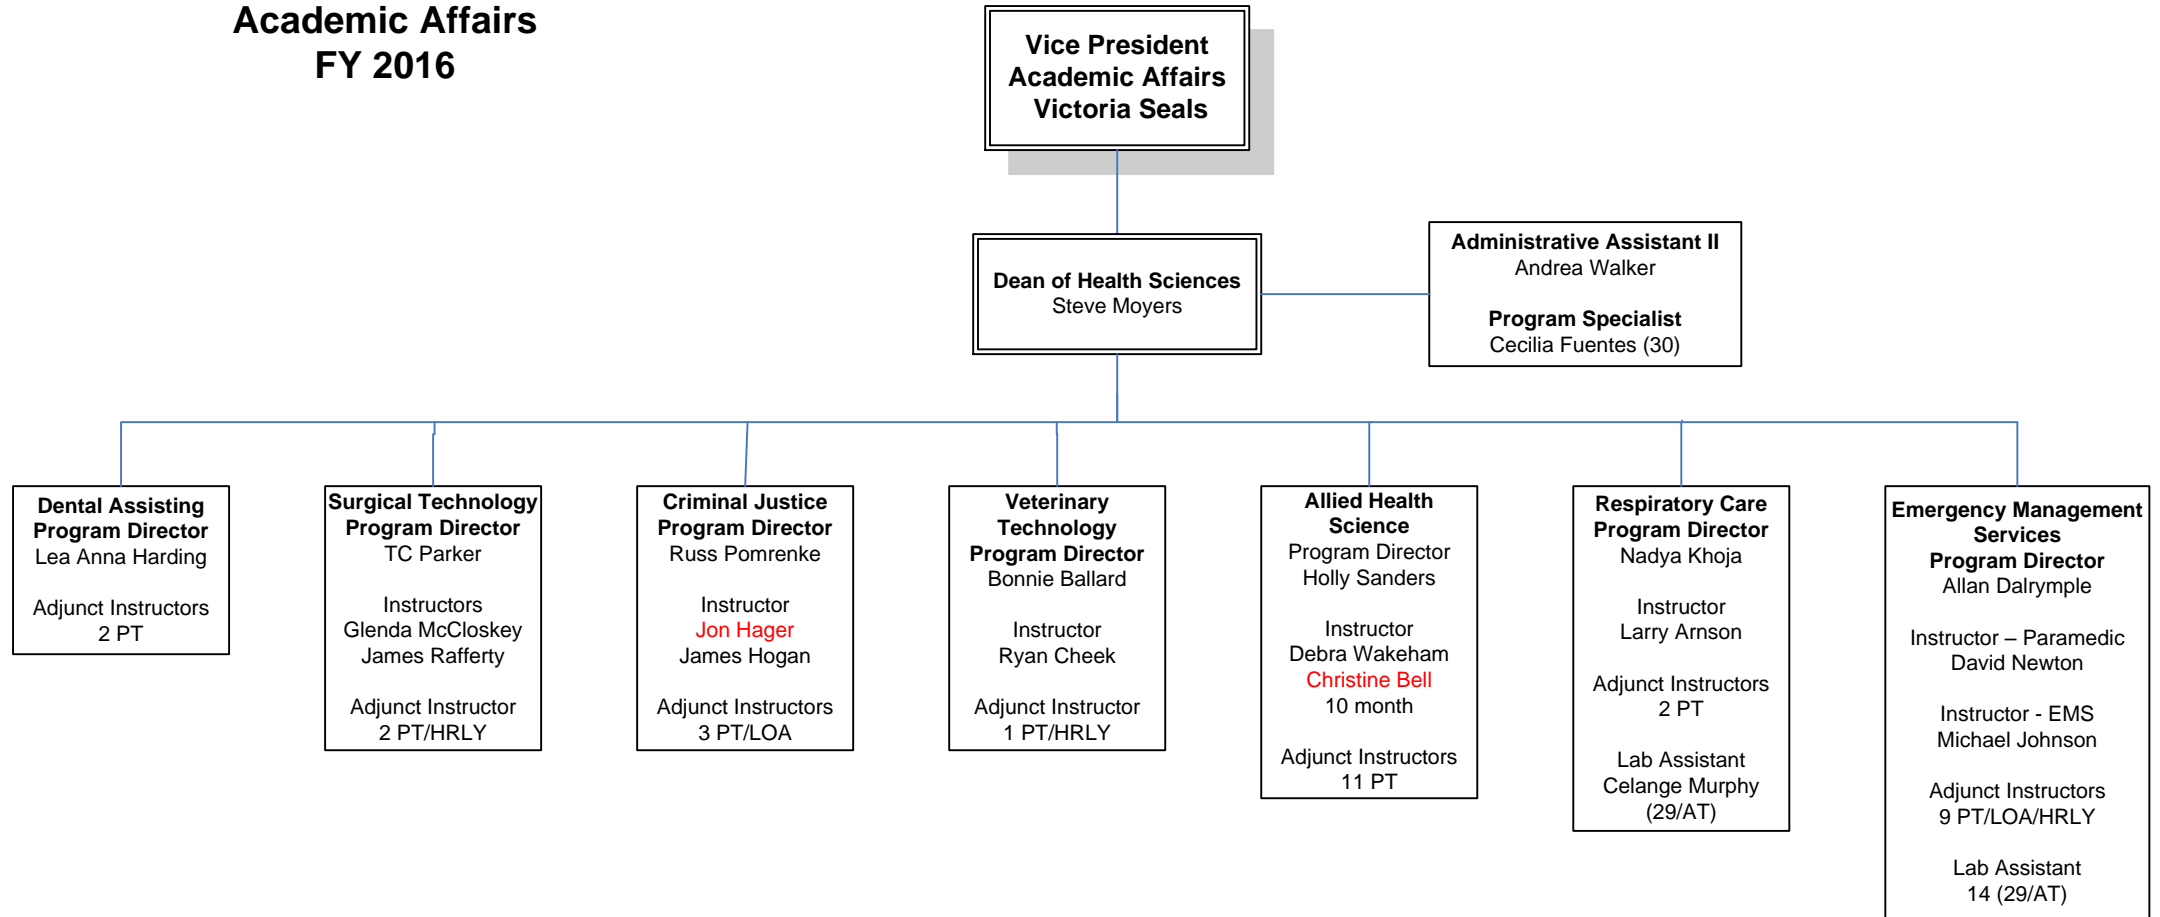 Academic Affairs
FY 2016
Vice President
Academic Affairs
Victoria Seals
Dean of Health Sciences
Steve Moyers
Administrative Assistant II
Andrea Walker
Program Specialist
Cecilia Fuentes (30)
Dental Assisting
Program Director
Lea Anna Harding
Adjunct Instructors
2 PT
Surgical Technology
Program Director
TC Parker
Instructors
Glenda McCloskey
James Rafferty
Adjunct Instructor
2 PT/HRLY
Criminal Justice
Program Director
Russ Pomrenke
Instructor
Jon Hager
James Hogan
Adjunct Instructors
3 PT/LOA
Veterinary
Technology
Program Director
Bonnie Ballard
Instructor
Ryan Cheek
Adjunct Instructor
1 PT/HRLY
Allied Health
Science
Program Director
Holly Sanders
Instructor
Debra Wakeham
Christine Bell
10 month
Adjunct Instructors
11 PT
Respiratory Care
Program Director
Nadya Khoja
Instructor
Larry Arnson
Adjunct Instructors
2 PT
Lab Assistant
Celange Murphy
(29/AT)
Emergency Management
Services
Program Director
Allan Dalrymple
Instructor – Paramedic
David Newton
Instructor - EMS
Michael Johnson
Adjunct Instructors
9 PT/LOA/HRLY
Lab Assistant
14 (29/AT)